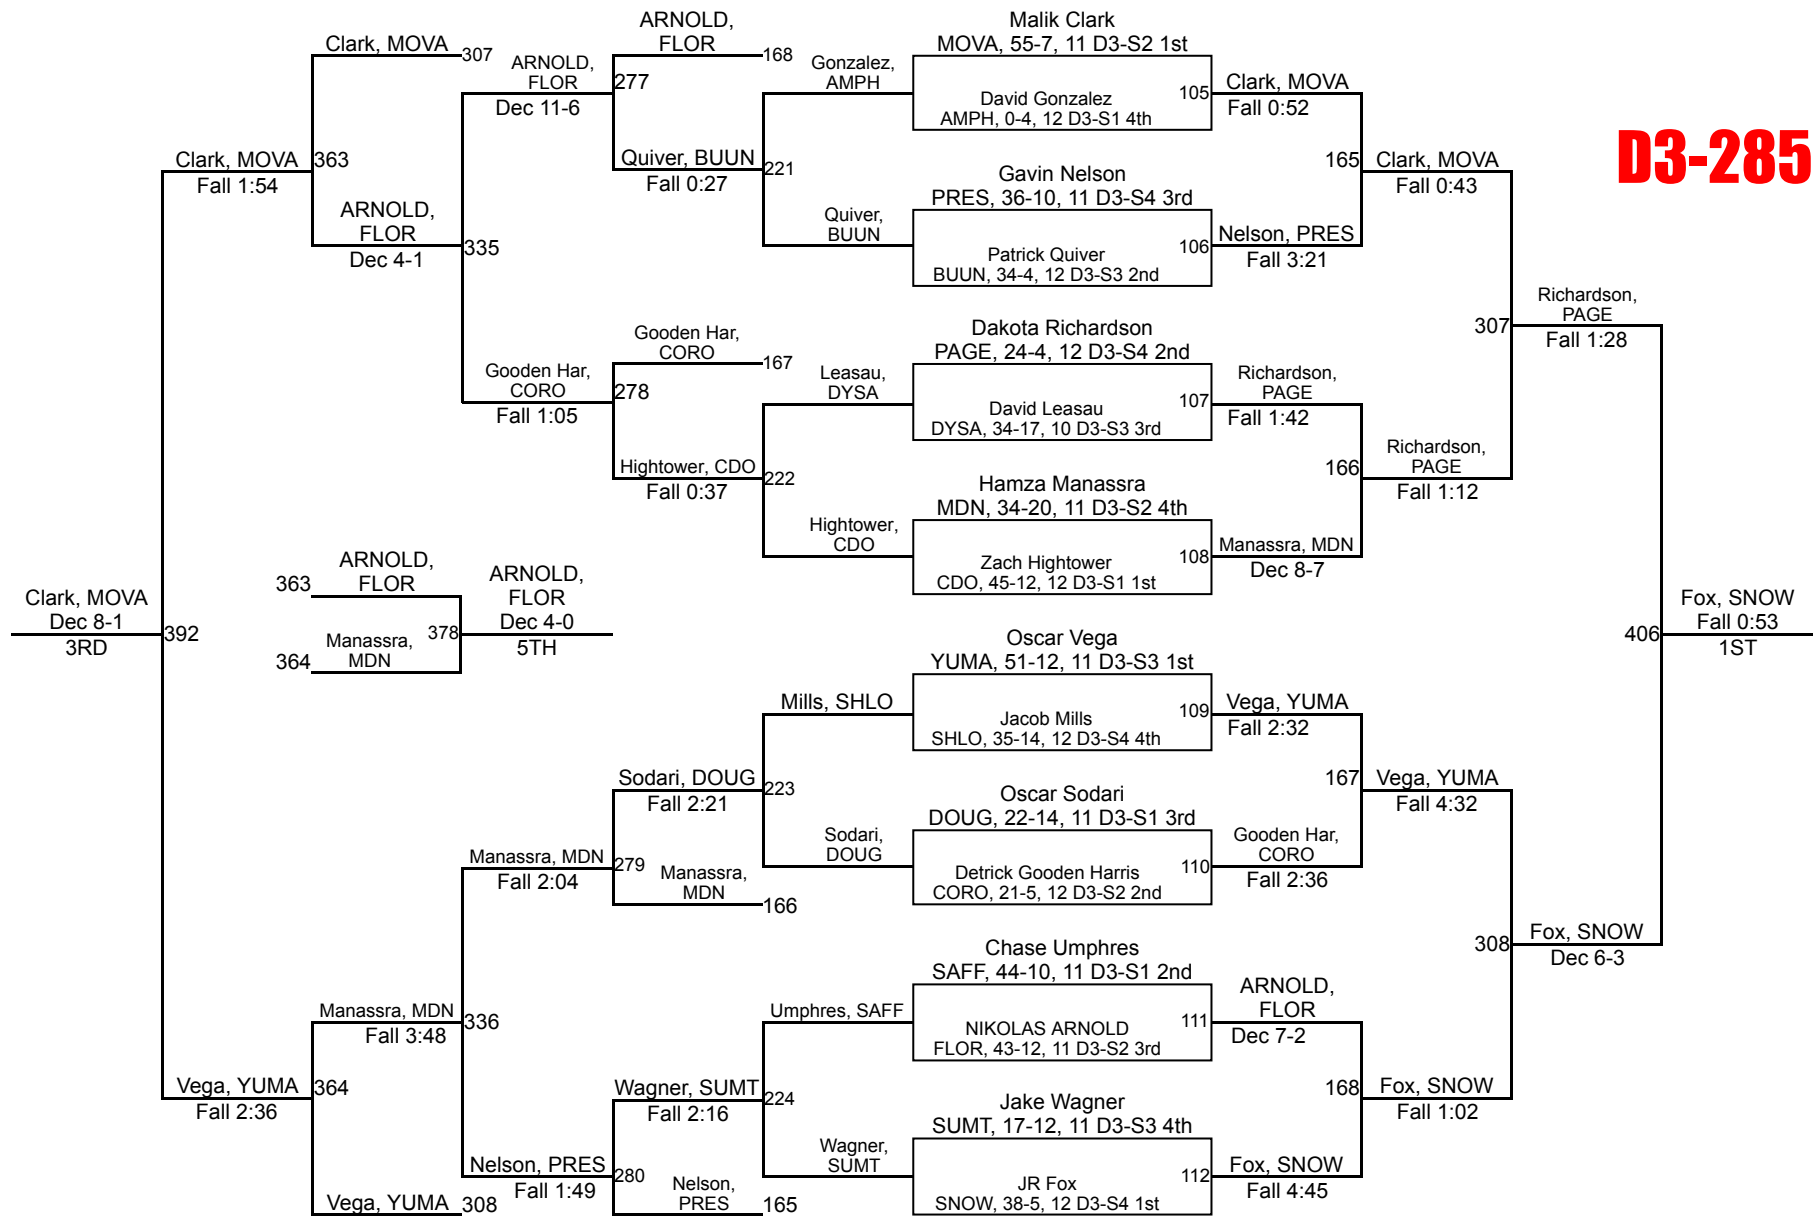 D3-285
Clark, MOVA
307
ARNOLD,
FLOR
Dec 11-6
277
ARNOLD,
FLOR
168
Quiver, BUUN
Fall 0:27
221
Gonzalez,
AMPH
Quiver,
BUUN
Clark, MOVA
Fall 1:54
363
ARNOLD,
FLOR
Dec 4-1
335
Gooden Har,
CORO
Fall 1:05
278
Gooden Har,
CORO
167
Hightower, CDO
Fall 0:37
222
Leasau,
DYSA
Hightower,
CDO
Clark, MOVA
Dec 8-1
3RD
392
363
ARNOLD,
FLOR
364
Manassra,
MDN
378
ARNOLD,
FLOR
Dec 4-0
5TH
Mills, SHLO
Sodari, DOUG
Fall 2:21
223
Sodari,
DOUG
Manassra, MDN
Fall 2:04
279
Manassra,
MDN
166
Manassra, MDN
Fall 3:48
336
Umphres, SAFF
Wagner, SUMT
Fall 2:16
224
Wagner,
SUMT
Vega, YUMA
Fall 2:36
364
Nelson, PRES
Fall 1:49
280
Nelson,
PRES
165
Vega, YUMA
308
Malik Clark
MOVA, 55-7, 11 D3-S2 1st
David Gonzalez
AMPH, 0-4, 12 D3-S1 4th
105
Clark, MOVA
Fall 0:52
Gavin Nelson
PRES, 36-10, 11 D3-S4 3rd
Patrick Quiver
BUUN, 34-4, 12 D3-S3 2nd
106
Nelson, PRES
Fall 3:21
165
Clark, MOVA
Fall 0:43
Dakota Richardson
PAGE, 24-4, 12 D3-S4 2nd
David Leasau
DYSA, 34-17, 10 D3-S3 3rd
107
Richardson,
PAGE
Fall 1:42
Hamza Manassra
MDN, 34-20, 11 D3-S2 4th
Zach Hightower
CDO, 45-12, 12 D3-S1 1st
108
Manassra, MDN
Dec 8-7
166
Richardson,
PAGE
Fall 1:12
307
Richardson,
PAGE
Fall 1:28
Oscar Vega
YUMA, 51-12, 11 D3-S3 1st
Jacob Mills
SHLO, 35-14, 12 D3-S4 4th
109
Vega, YUMA
Fall 2:32
Oscar Sodari
DOUG, 22-14, 11 D3-S1 3rd
Detrick Gooden Harris
CORO, 21-5, 12 D3-S2 2nd
110
Gooden Har,
CORO
Fall 2:36
167
Vega, YUMA
Fall 4:32
Chase Umphres
SAFF, 44-10, 11 D3-S1 2nd
NIKOLAS ARNOLD
FLOR, 43-12, 11 D3-S2 3rd
111
ARNOLD,
FLOR
Dec 7-2
Jake Wagner
SUMT, 17-12, 11 D3-S3 4th
JR Fox
SNOW, 38-5, 12 D3-S4 1st
112
Fox, SNOW
Fall 4:45
168
Fox, SNOW
Fall 1:02
308
Fox, SNOW
Dec 6-3
406
Fox, SNOW
Fall 0:53
1ST